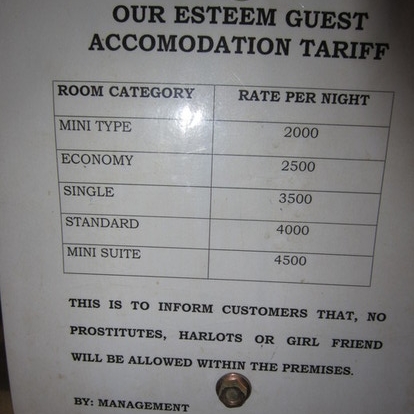 OUR ESTEEM GUEST
ACCOMODATION TARIFF
ROOM CATEGORY RATE PER NIGHT
MINI TYPE 2000
ECONOMY 2500
SINGLE 3500
STANDARD 4000
MINI SUITE 4500
THIS IS TO INFORM CUSTOMERS THAT, NO
PROSTITUTES, HARLOTS OR GIRL FRIEND
WILL BE ALLOWED WITHIN THE PREMISES.
BY: MANAGEMENT